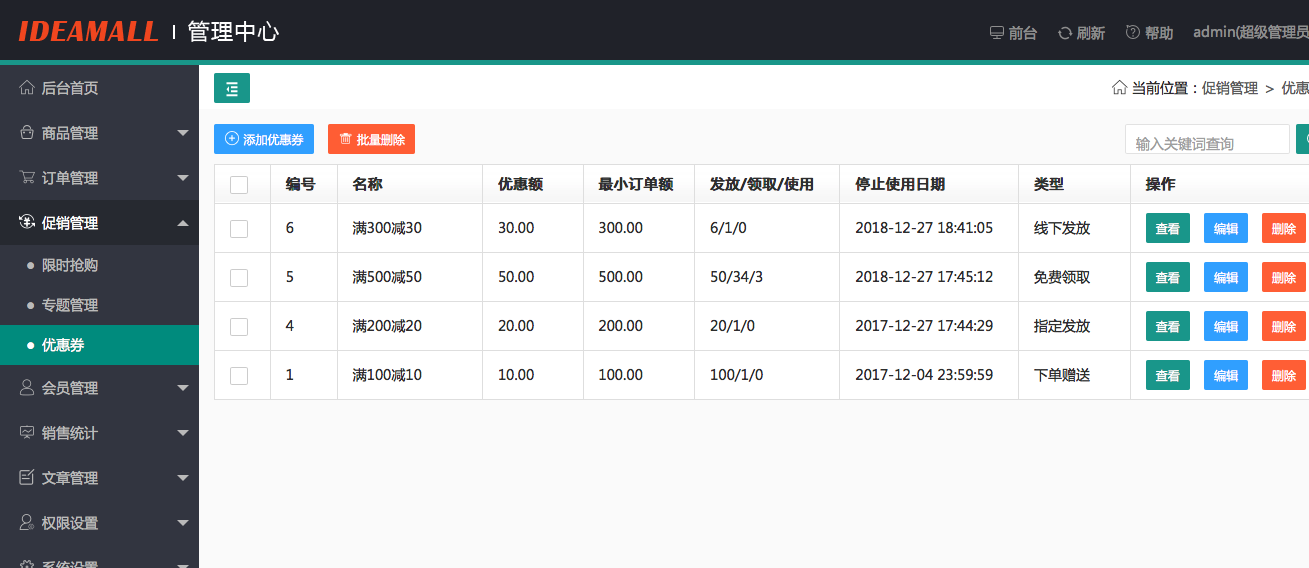 IDEAMALL | 管理中心
前台 刷新 帮助 admin(超级管理员
后台首页
商品管理
订单管理
促销管理
限时抢购
专题管理
优惠券
会员管理
销售统计
文章管理
权限设置
系统设置
当前位置：促销管理 > 优惠
添加优惠券 批量删除 输入关键词查询
编号 名称 优惠额 最小订单额 发放/领取/使用 停止使用日期 类型 操作
6 满300减30 30.00 300.00 6/1/0 2018-12-27 18:41:05 线下发放 查看 编辑 删除
5 满500减50 50.00 500.00 50/34/3 2018-12-27 17:45:12 免费领取 查看 编辑 删除
4 满200减20 20.00 200.00 20/1/0 2017-12-27 17:44:29 指定发放 查看 编辑 删除
1 满100减10 10.00 100.00 100/1/0 2017-12-04 23:59:59 下单赠送 查看 编辑 删除